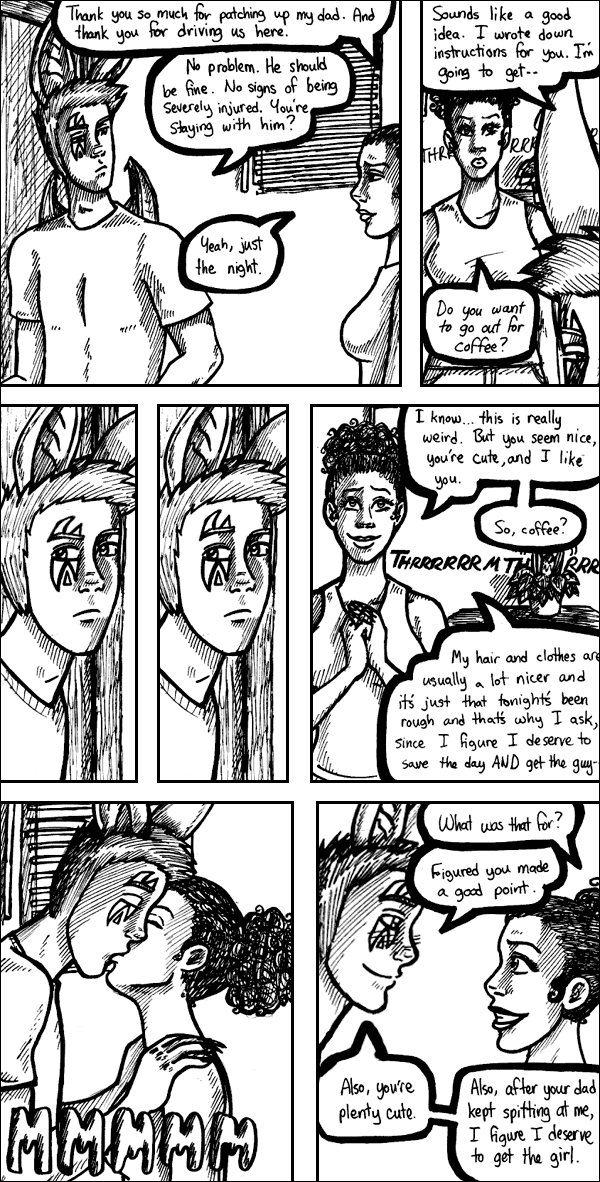 Thank you so much for patching up my dad. And
thank you for driving us here.
No problem. He should
be fine. No signs of being
severely injured. You're
staying with him?
Yeah, just
the night.
Sounds like a good
idea. I wrote down
instructions for you. I'm
going to get--
THRR
RR
Do you want
to go out for
coffee?
I know... this is really
weird. But you seem nice,
you're cute, and I like
you.
So, coffee?
THRRRRRR M TH RRR
My hair and clothes are
usually a lot nicer and
it's just that tonight's been
rough and that's why I ask,
since I figure I deserve to
save the day AND get the guy-
MMMMM
What was that for?
Figured you made
a good point.
Also, you're
plenty cute.
Also, after your dad
kept spitting at me,
I figure I deserve
to get the girl.